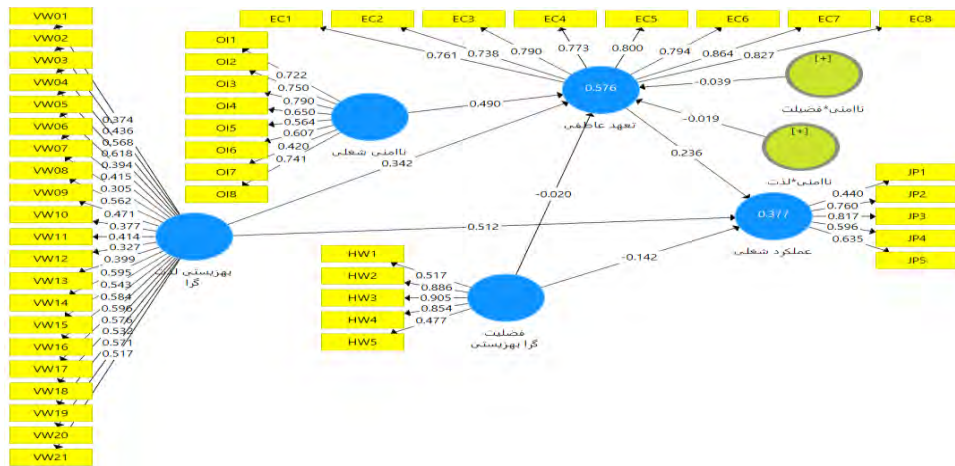 EC1
EC2
EC3
EC4
EC5
EC6
EC7
EC8
0.761
0.738
0.790
0.773
0.800
0.794
0.864
0.827
VW01
VW02
VW03
VW04
VW05
VW06
VW07
VW08
VW09
VW10
VW11
VW12
VW13
VW14
VW15
VW16
VW17
VW18
VW19
VW20
VW21
0.374
0.436
0.568
0.618
0.394
0.415
0.305
0.562
0.471
0.377
0.414
0.327
0.399
0.595
0.543
0.584
0.596
0.576
0.532
0.571
0.517
بهزیستی لذت
گرا
OI1
OI2
OI3
OI4
OI5
OI6
OI7
OI8
0.722
0.750
0.790
0.650
0.564
0.607
0.420
0.741
ناامنی شغلی
0.490
0.342
0.512
0.576
تعهد عاطفی
[+]
ناامنی*فضیلت
-0.039
[+]
ناامنی*لذت
-0.019
0.236
-0.020
-0.142
HW1
HW2
HW3
HW4
HW5
0.517
0.886
0.905
0.854
0.477
فضلیت
گرا بهزیستی
0.377
عملکرد شغلی
0.440
0.760
0.817
0.596
0.635
JP1
JP2
JP3
JP4
JP5